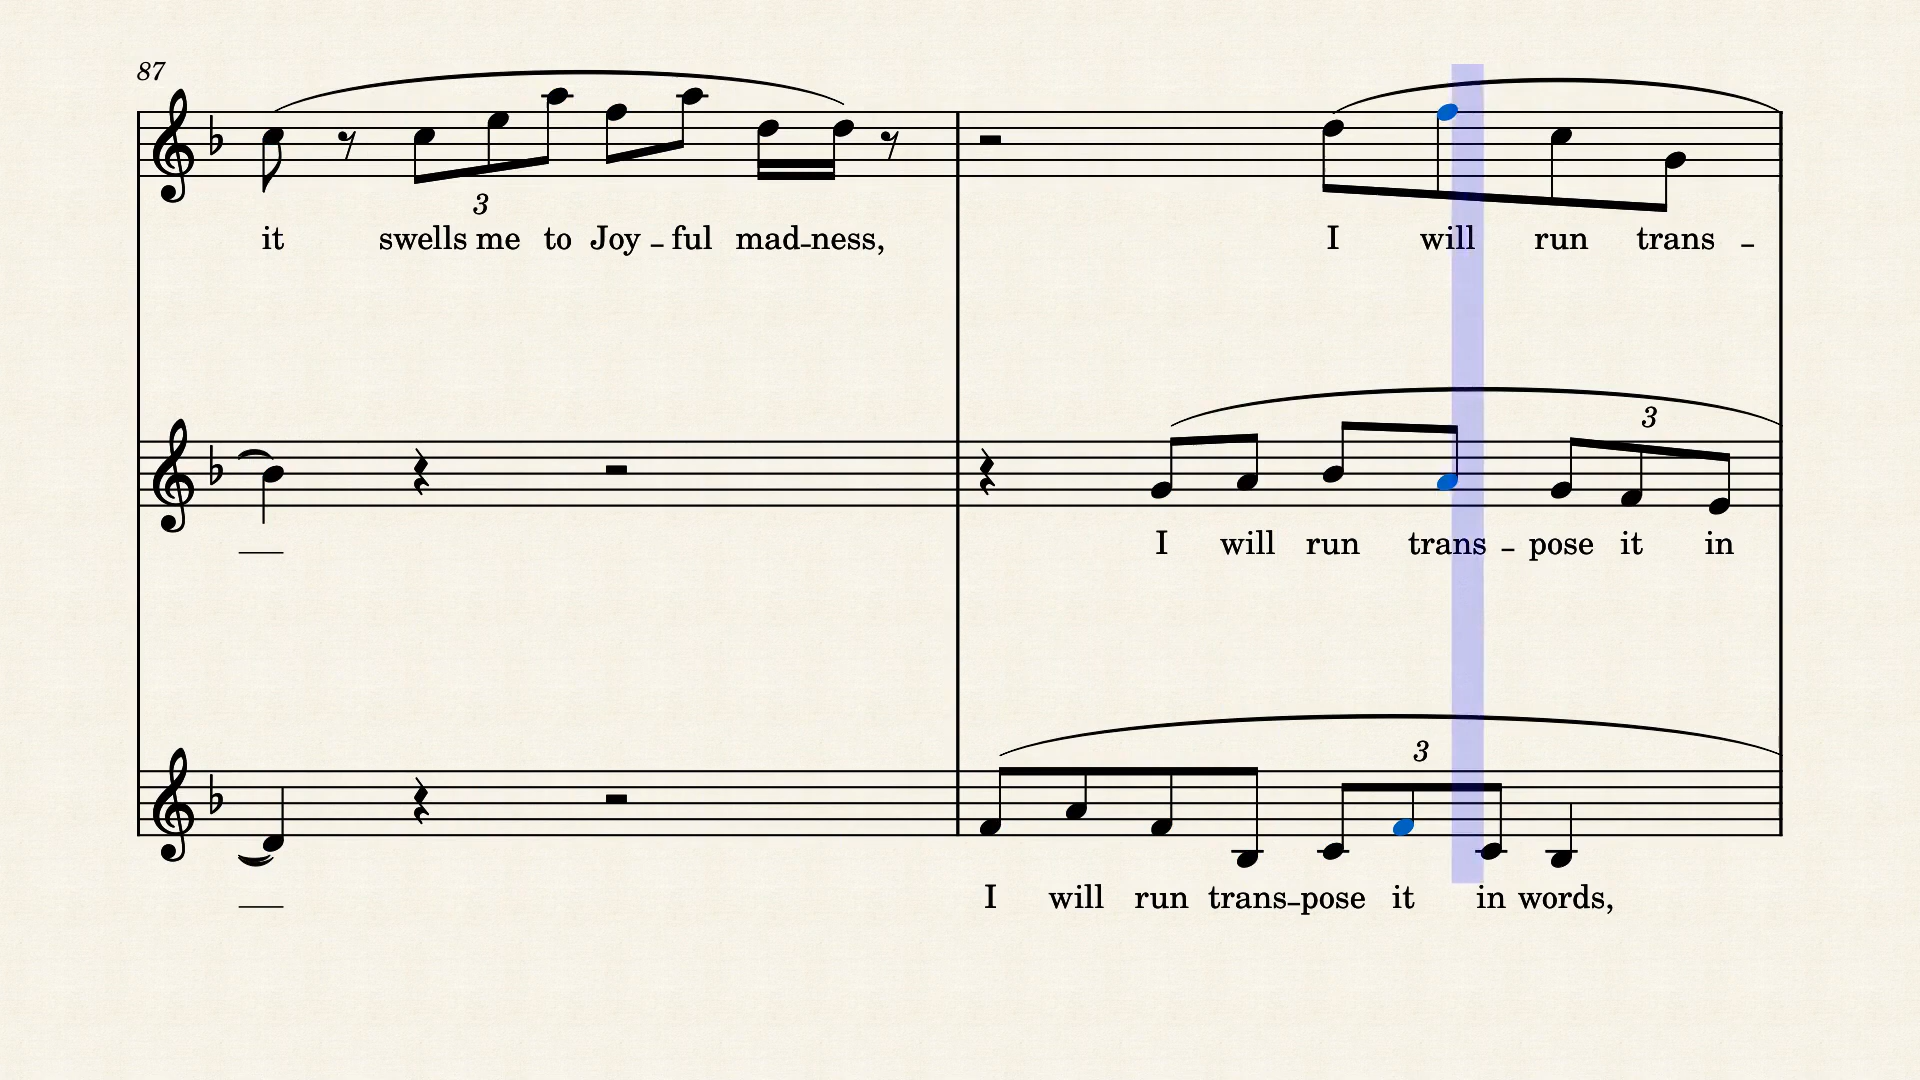 87
3
it swells me to Joy - ful mad-ness, I will run trans -
3
I will run trans - pose it in
3
I will run trans-pose it in words,